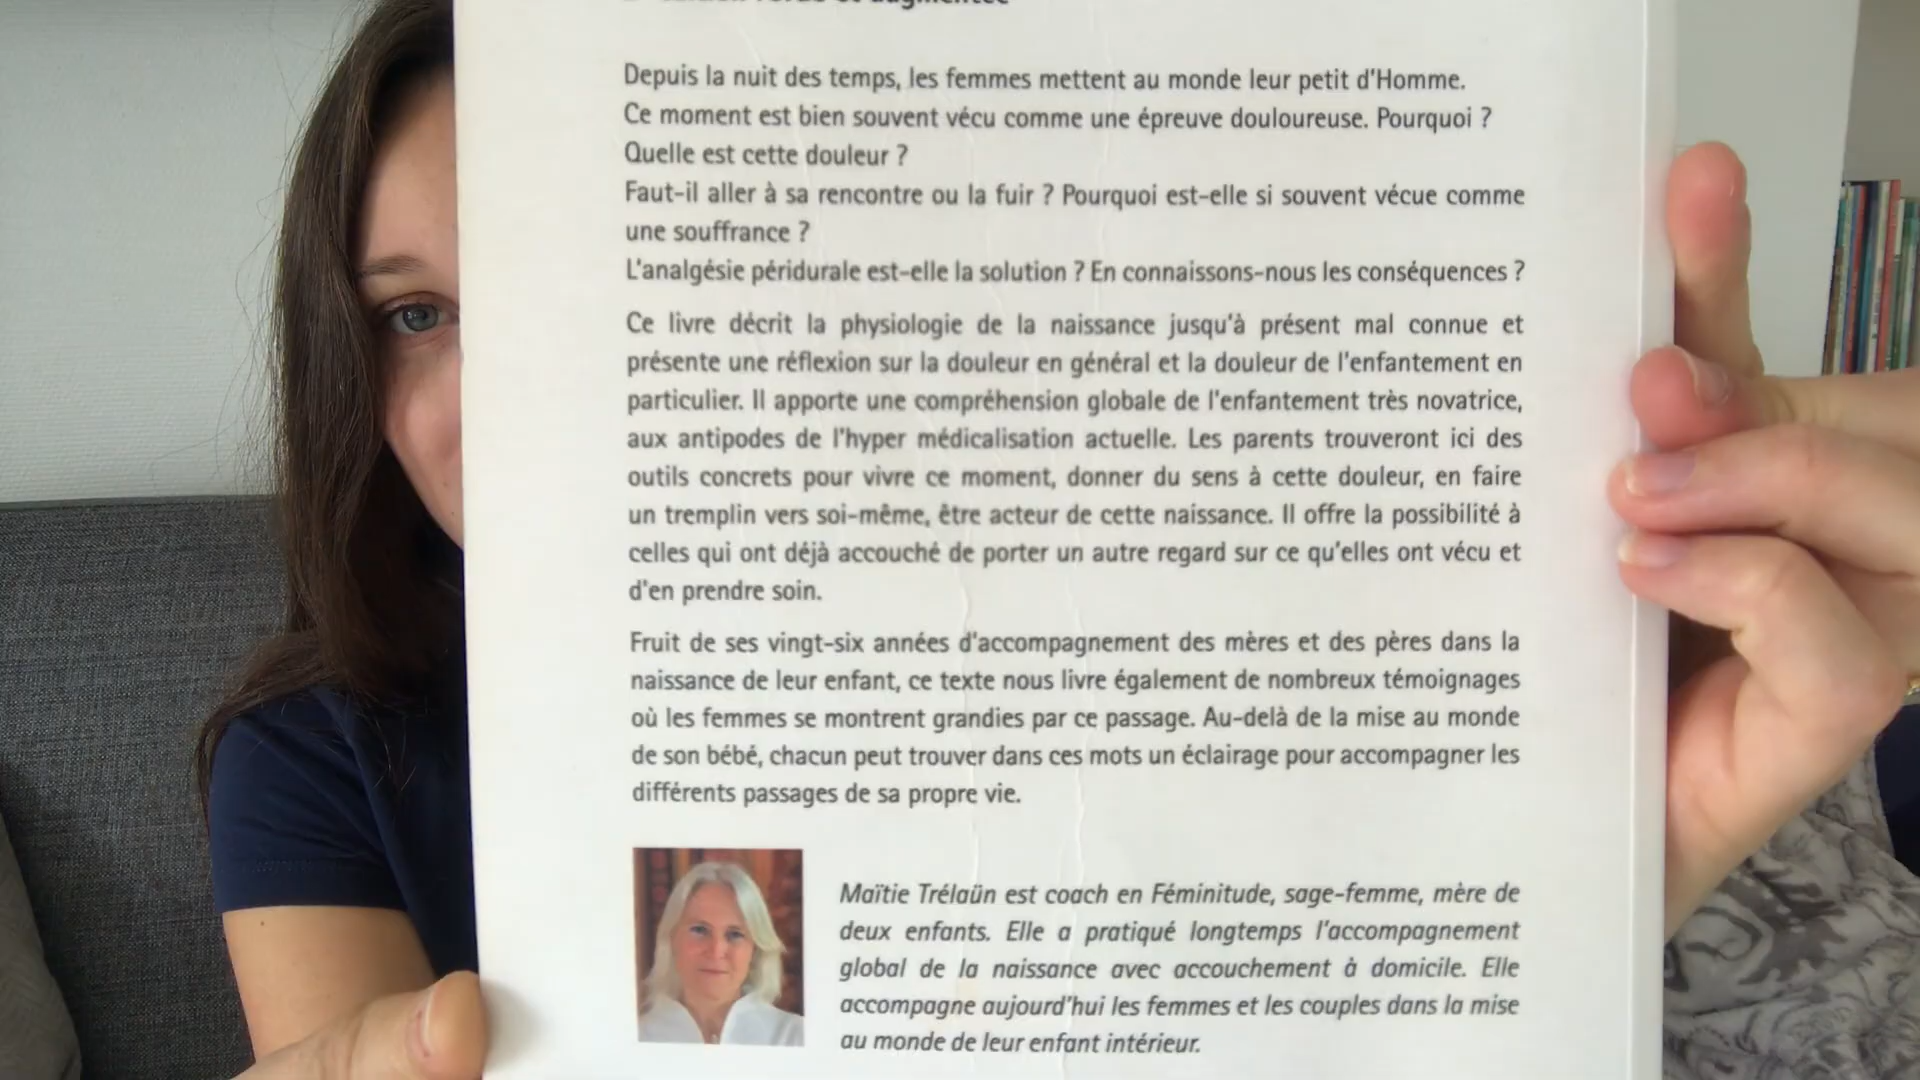 édition revue et augmentée
Depuis la nuit des temps, les femmes mettent au monde leur petit d'Homme.
Ce moment est bien souvent vécu comme une épreuve douloureuse. Pourquoi ?
Quelle est cette douleur ?
Faut-il aller à sa rencontre ou la fuir ? Pourquoi est-elle si souvent vécue comme
une souffrance ?
L'analgésie péridurale est-elle la solution ? En connaissons-nous les conséquences ?
Ce livre décrit la physiologie de la naissance jusqu'à présent mal connue et
présente une réflexion sur la douleur en général et la douleur de l'enfantement en
particulier. Il apporte une compréhension globale de l'enfantement très novatrice,
aux antipodes de l'hyper médicalisation actuelle. Les parents trouveront ici des
outils concrets pour vivre ce moment, donner du sens à cette douleur, en faire
un tremplin vers soi-même, être acteur de cette naissance. Il offre la possibilité à
celles qui ont déjà accouché de porter un autre regard sur ce qu'elles ont vécu et
d'en prendre soin.
Fruit de ses vingt-six années d'accompagnement des mères et des pères dans la
naissance de leur enfant, ce texte nous livre également de nombreux témoignages
où les femmes se montrent grandies par ce passage. Au-delà de la mise au monde
de son bébé, chacun peut trouver dans ces mots un éclairage pour accompagner les
différents passages de sa propre vie.
Maïtie Trélaün est coach en Féminitude, sage-femme, mère de
deux enfants. Elle a pratiqué longtemps l'accompagnement
global de la naissance avec accouchement à domicile. Elle
accompagne aujourd'hui les femmes et les couples dans la mise
au monde de leur enfant intérieur.